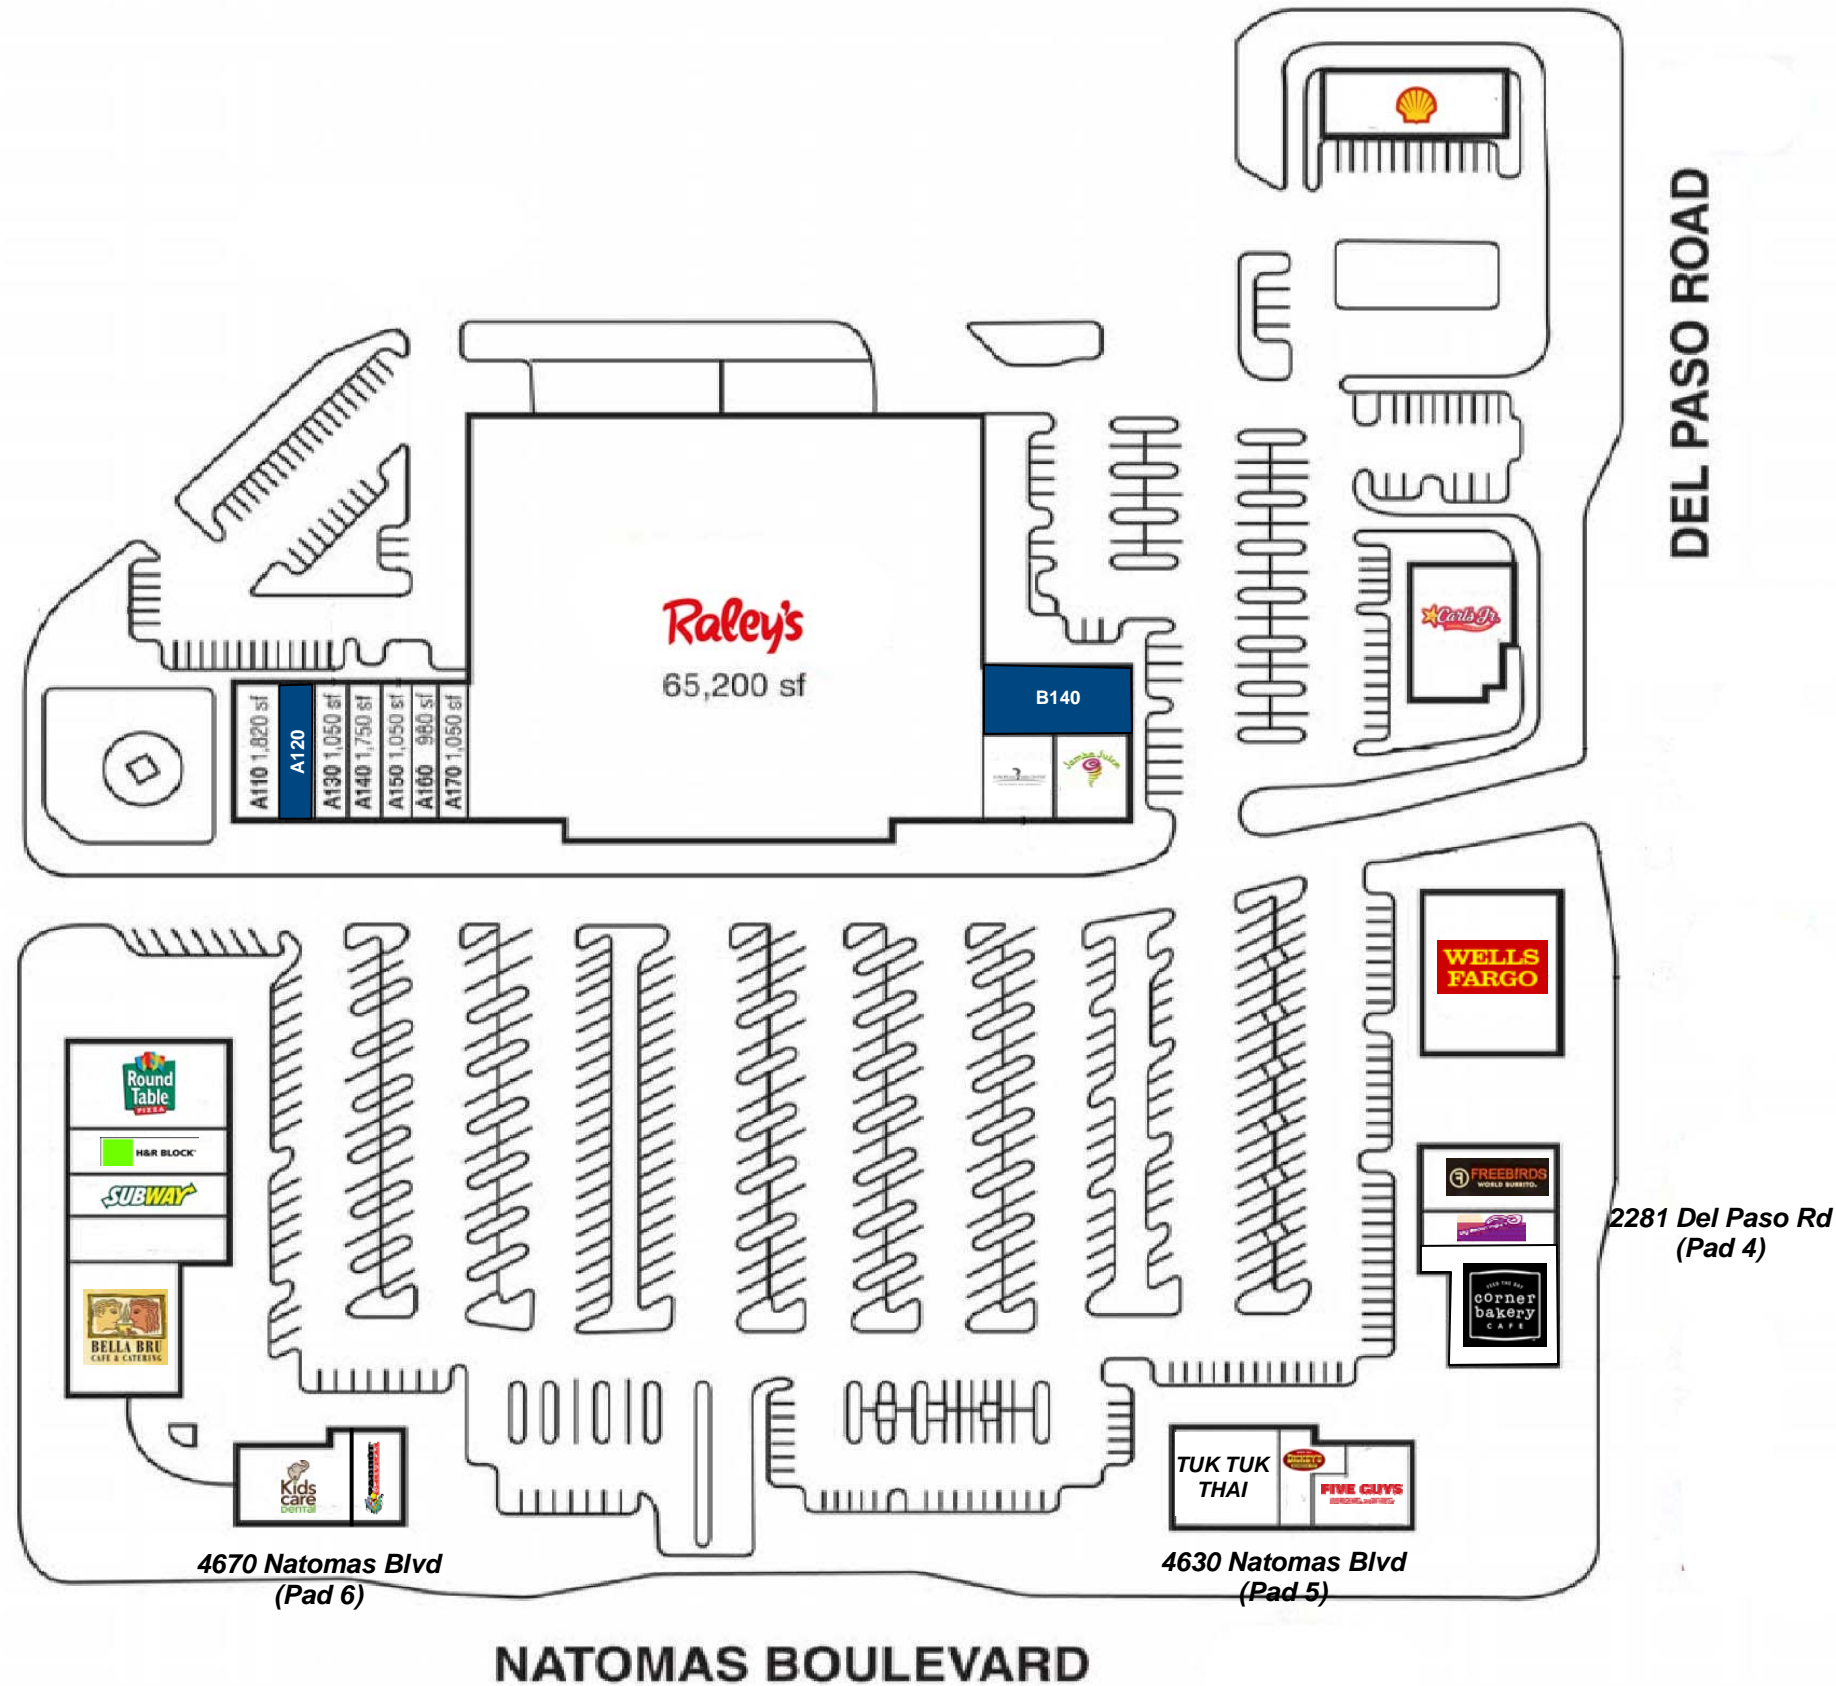 DEL PASO ROAD
Raley's
65,200 sf
Carl's Jr.
B140
A110 1,820 sf
A120
A130 1,050 sf
A140 1,750 sf
A150 1,050 sf
A160 980 sf
A170 1,050 sf
Jamba Juice
WELLS
FARGO
Round
Table
PIZZA
H&R BLOCK
SUBWAY
BELLA BRU
CAFE & CATERING
FREEBIRDS
WORLD BURRITO.
2281 Del Paso Rd
(Pad 4)
corner
bakery
CAFE
Kids
care
DENTAL
TUK TUK
THAI
DICKEY'S
FIVE GUYS
4670 Natomas Blvd
(Pad 6)
4630 Natomas Blvd
(Pad 5)
NATOMAS BOULEVARD